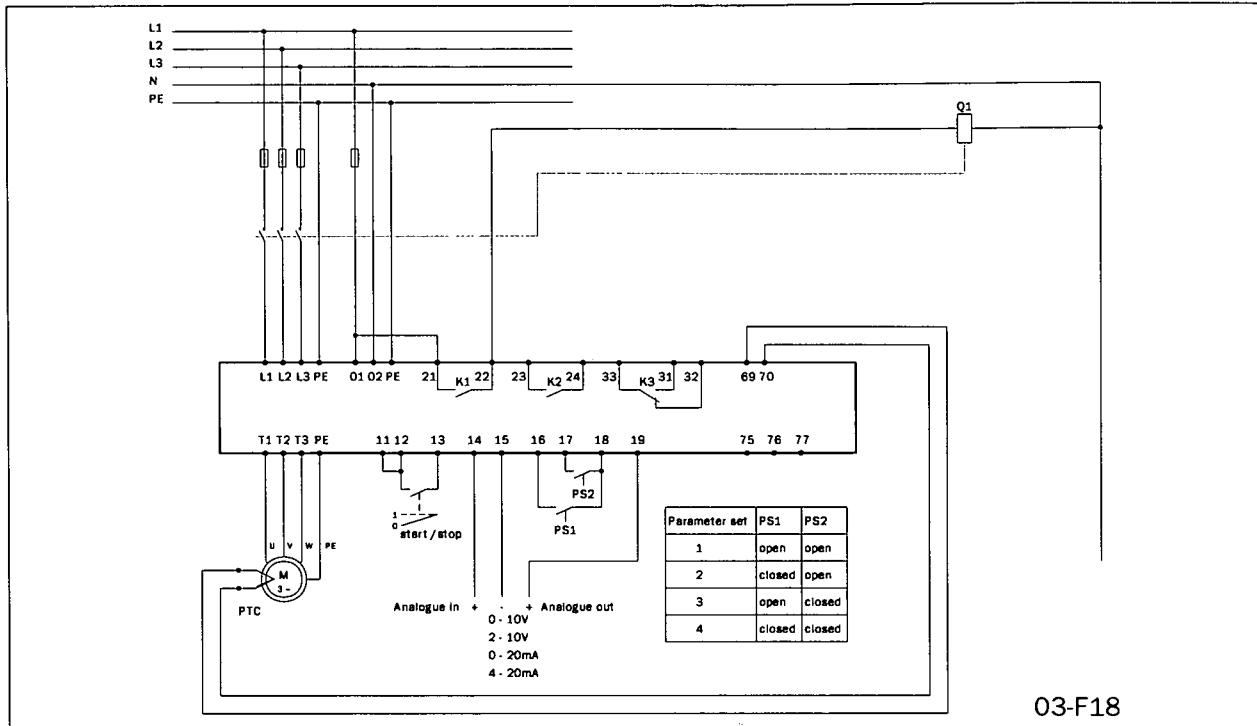 L1
L2
L3
N
PE
Q1
L1 L2 L3 PE 01 02 PE 21 K1 22 23 K2 24 33 K3 31 32 69 70
T1 T2 T3 PE 11 12 13 14 15 16 17 18 19 75 76 77
PS2
1
0
start / stop
PS1
U V W PE
M
3 ~
PTC
Analogue in + - + Analogue out
0 - 10V
2 - 10V
0 - 20mA
4 - 20mA
Parameter set PS1 PS2
1 open open
2 closed open
3 open closed
4 closed closed
03-F18